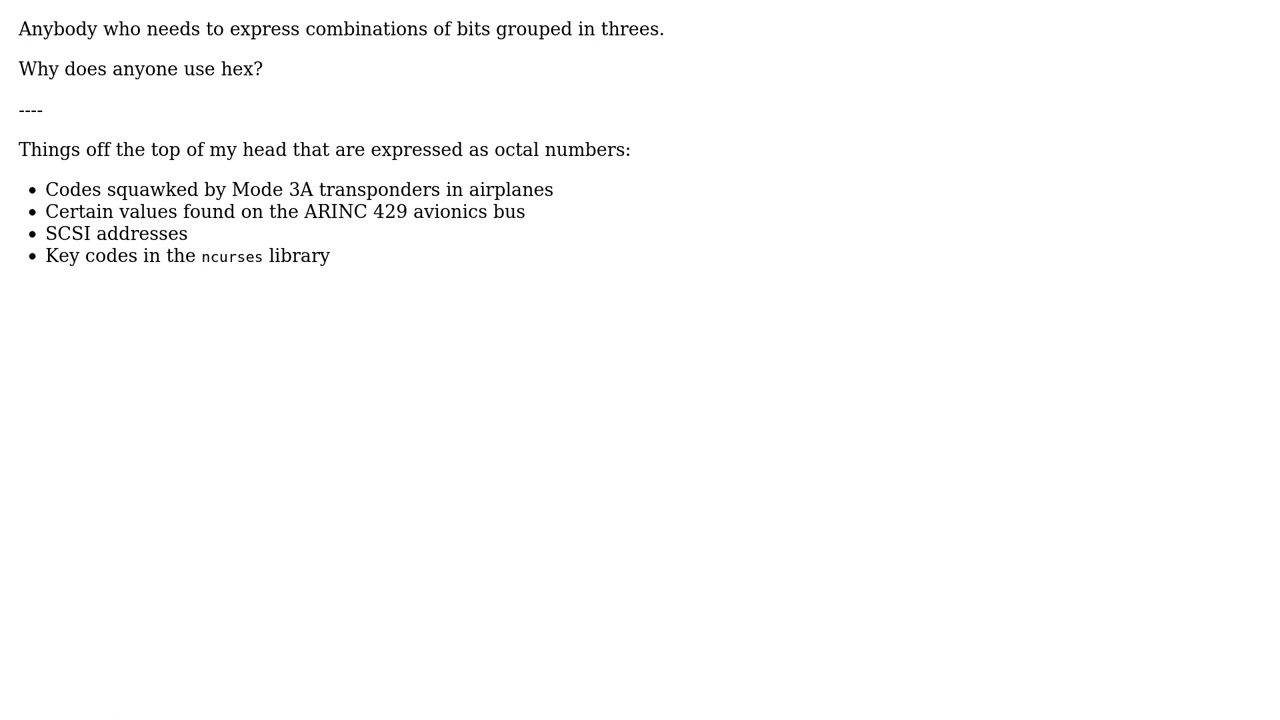 Anybody who needs to express combinations of bits grouped in threes.
Why does anyone use hex?
----
Things off the top of my head that are expressed as octal numbers:
• Codes squawked by Mode 3A transponders in airplanes
• Certain values found on the ARINC 429 avionics bus
• SCSI addresses
• Key codes in the ncurses library